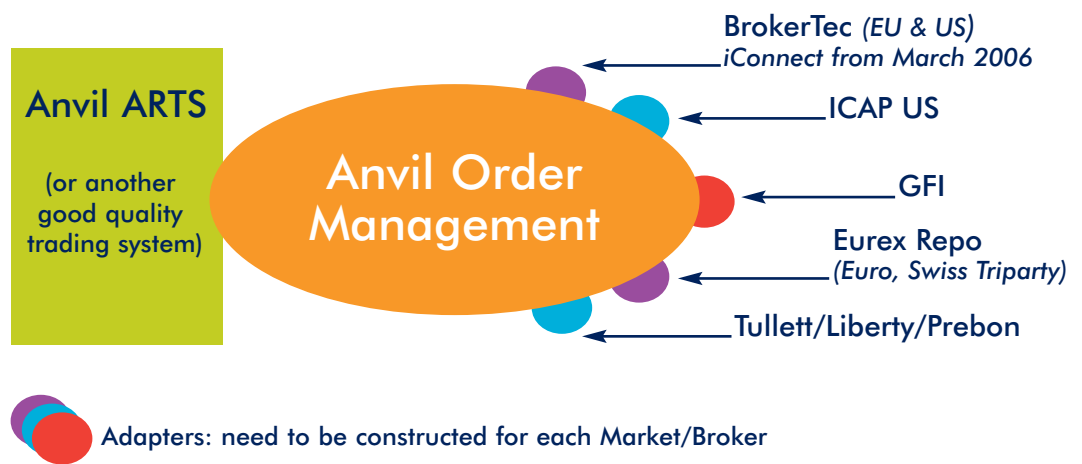 Anvil ARTS
(or another
good quality
trading system)
Anvil Order
Management
BrokerTec (EU & US)
iConnect from March 2006
ICAP US
GFI
Eurex Repo
(Euro, Swiss Triparty)
Tullett/Liberty/Prebon
Adapters: need to be constructed for each Market/Broker